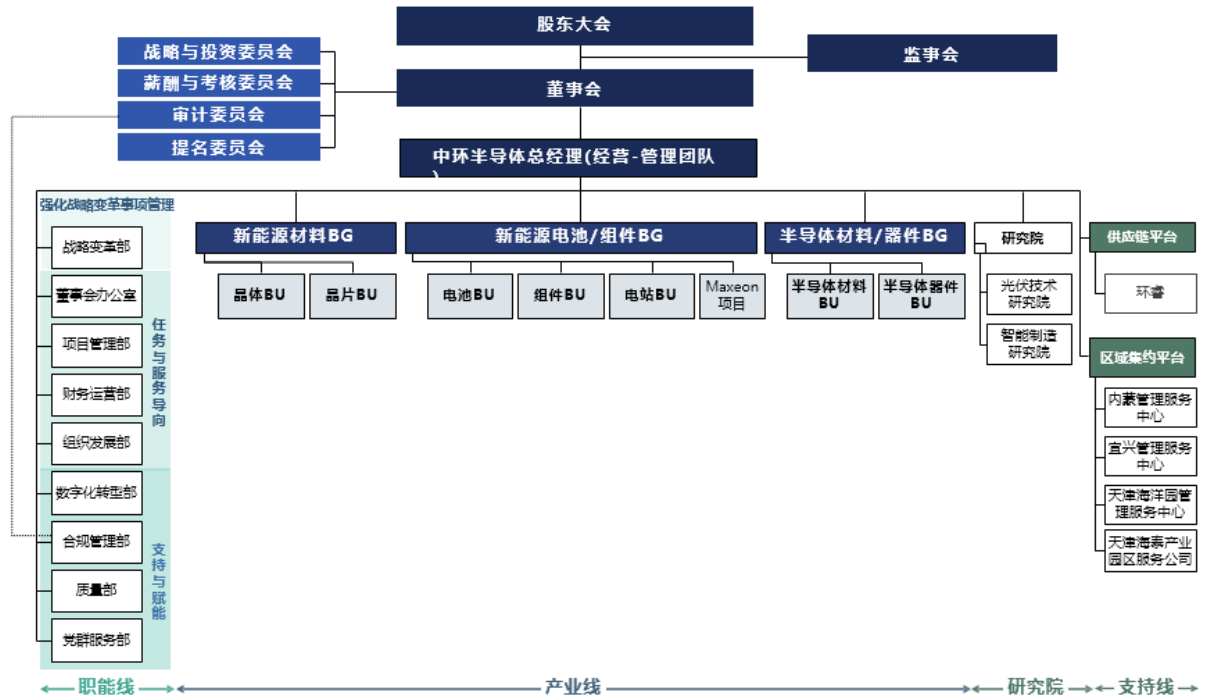 股东大会
监事会
战略与投资委员会
薪酬与考核委员会
审计委员会
提名委员会
董事会
中环半导体总经理(经营-管理团队
)
强化战略变革事项管理
战略变革部
董事会办公室
项目管理部
财务运营部
组织发展部
任务与服务导向
数字化转型部
合规管理部
质量部
党群服务部
支持与赋能
新能源材料BG
晶体BU
晶片BU
新能源电池/组件BG
电池BU
组件BU
电站BU
Maxeon
项目
半导体材料/器件BG
半导体材料
BU
半导体器件
BU
研究院
光伏技术
研究院
智能制造
研究院
供应链平台
环睿
区域集约平台
内蒙管理服务
中心
宜兴管理服务
中心
天津海洋园管
理服务中心
天津海泰产业
园区服务公司
职能线
产业线
研究院
支持线